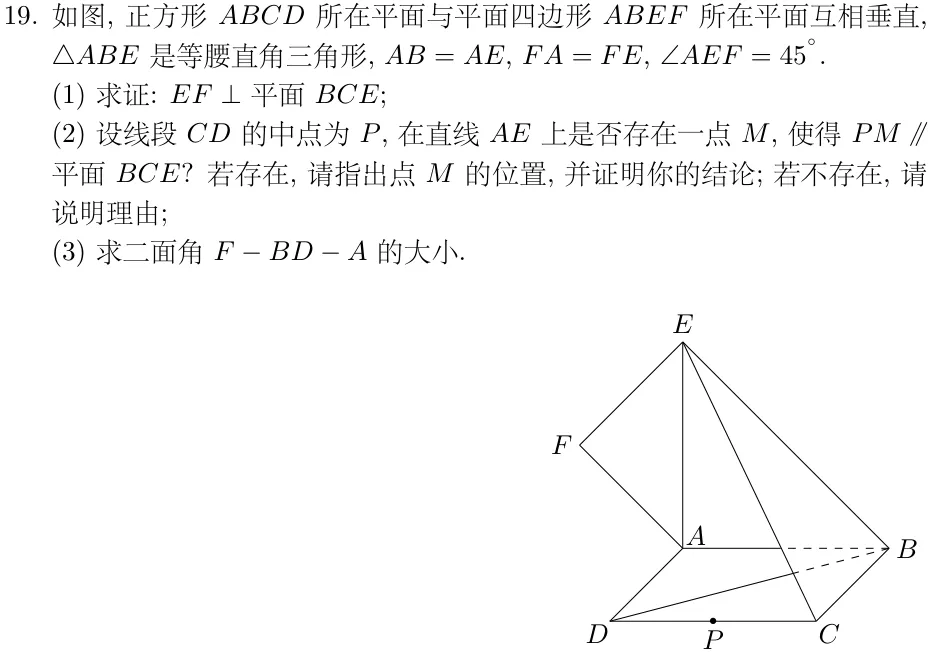 19. 如图, 正方形 ABCD 所在平面与平面四边形 ABEF 所在平面互相垂直,
△ABE 是等腰直角三角形, AB = AE, FA = FE, ∠AEF = 45°.
(1) 求证: EF ⊥ 平面 BCE;
(2) 设线段 CD 的中点为 P, 在直线 AE 上是否存在一点 M, 使得 PM ∥
平面 BCE? 若存在, 请指出点 M 的位置, 并证明你的结论; 若不存在, 请
说明理由;
(3) 求二面角 F − BD − A 的大小.
E
F
A
B
D
P
C